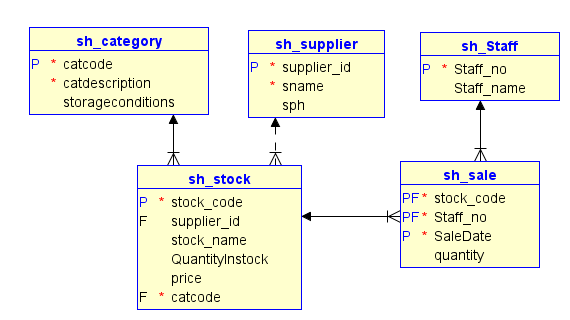 sh_category
P * catcode
* catdescription
storageconditions
sh_supplier
P * supplier_id
* sname
sph
sh_Staff
P * Staff_no
Staff_name
sh_stock
P * stock_code
F supplier_id
stock_name
QuantityInstock
price
F * catcode
sh_sale
PF * stock_code
PF * Staff_no
P * SaleDate
quantity